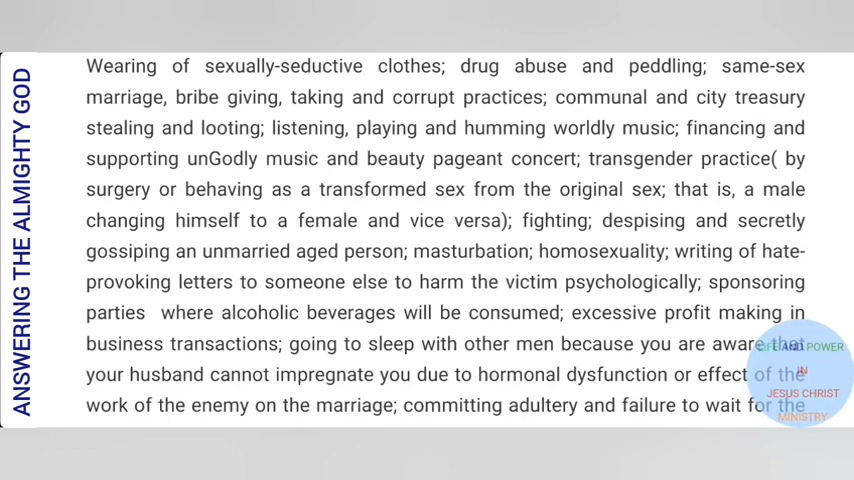 ANSWERING THE ALMIGHTY GOD
Wearing of sexually-seductive clothes; drug abuse and peddling; same-sex
marriage, bribe giving, taking and corrupt practices; communal and city treasury
stealing and looting; listening, playing and humming worldly music; financing and
supporting unGodly music and beauty pageant concert; transgender practice( by
surgery or behaving as a transformed sex from the original sex; that is, a male
changing himself to a female and vice versa); fighting; despising and secretly
gossiping an unmarried aged person; masturbation; homosexuality; writing of hate-
provoking letters to someone else to harm the victim psychologically; sponsoring
parties where alcoholic beverages will be consumed; excessive profit making in
business transactions; going to sleep with other men because you are aware that
your husband cannot impregnate you due to hormonal dysfunction or effect of the
work of the enemy on the marriage; committing adultery and failure to wait for the
LIFE AND POWER
IN
JESUS CHRIST
MINISTRY